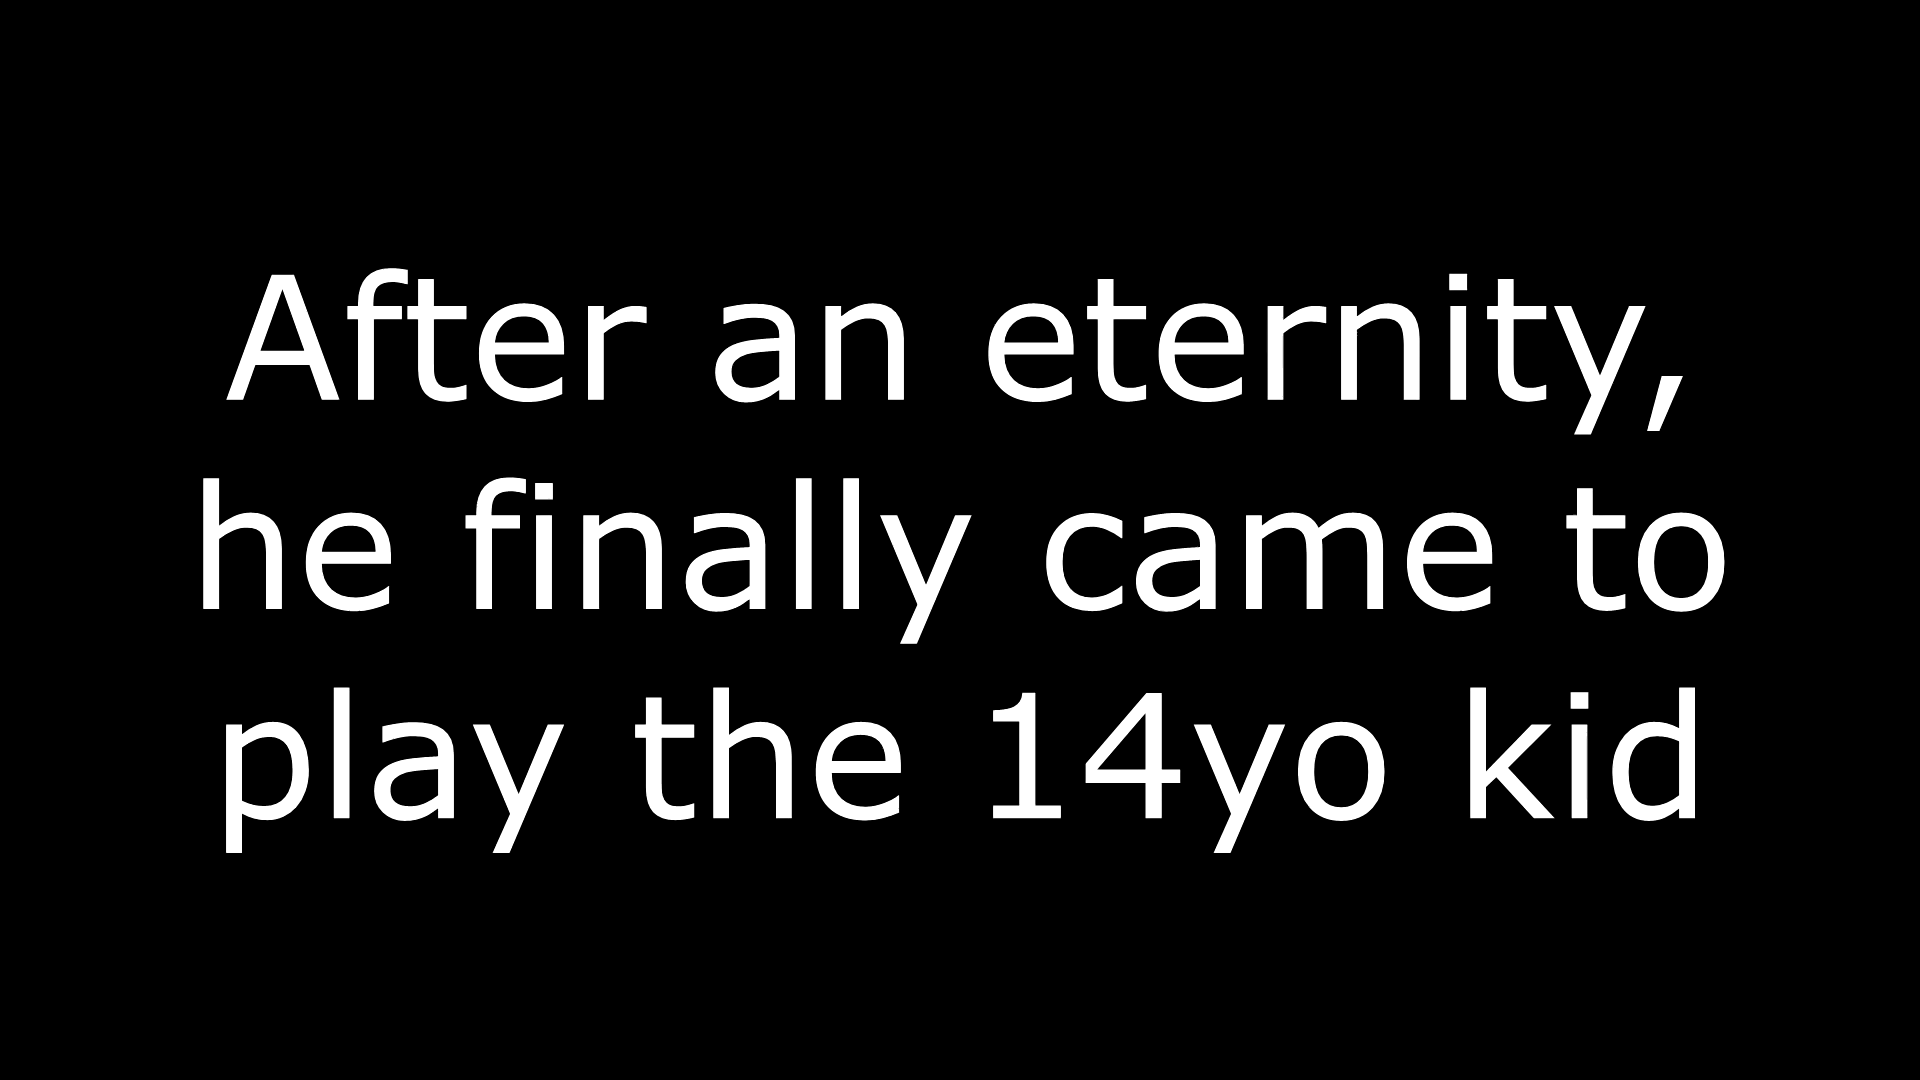 After an eternity,
he finally came to
play the 14yo kid